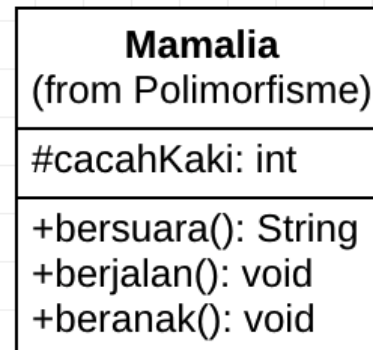 Mamalia
(from Polimorfisme)
#cacahKaki: int
+bersuara(): String
+berjalan(): void
+beranak(): void